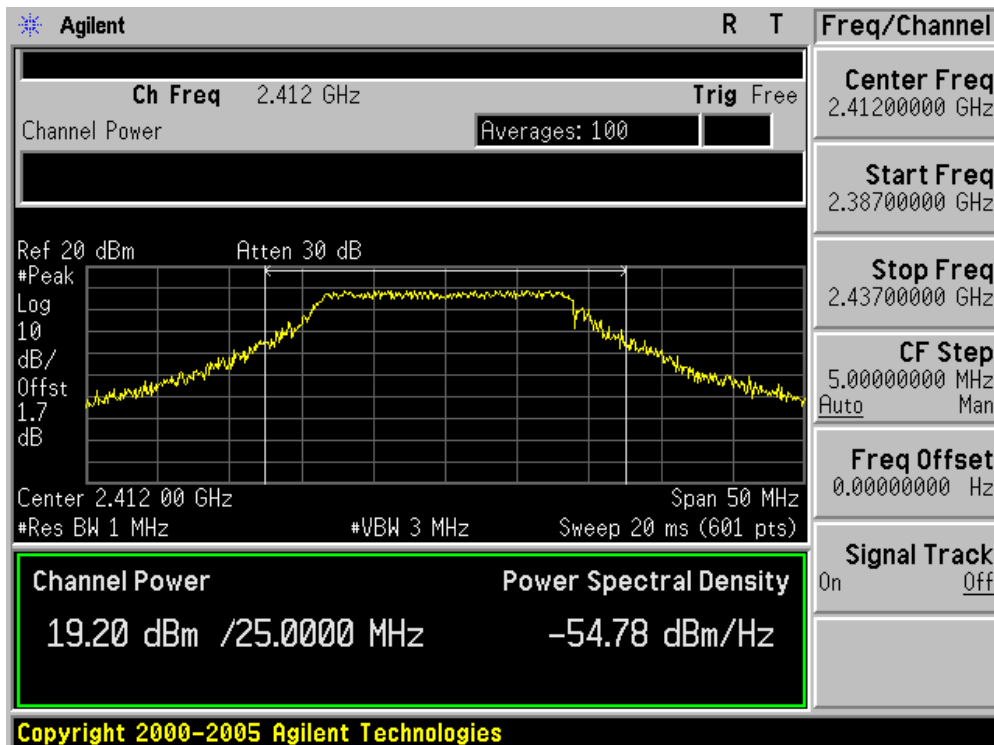 Agilent R T
Ch Freq 2.412 GHz Trig Free
Channel Power Averages: 100
Ref 20 dBm Atten 30 dB
#Peak
Log
10
dB/
Offst
1.7
dB
Center 2.412 00 GHz Span 50 MHz
#Res BW 1 MHz #VBW 3 MHz Sweep 20 ms (601 pts)
Channel Power Power Spectral Density
19.20 dBm /25.0000 MHz -54.78 dBm/Hz
Copyright 2000-2005 Agilent Technologies
Freq/Channel
Center Freq
2.41200000 GHz
Start Freq
2.38700000 GHz
Stop Freq
2.43700000 GHz
CF Step
5.00000000 MHz
Auto Man
Freq Offset
0.00000000 Hz
Signal Track
On Off